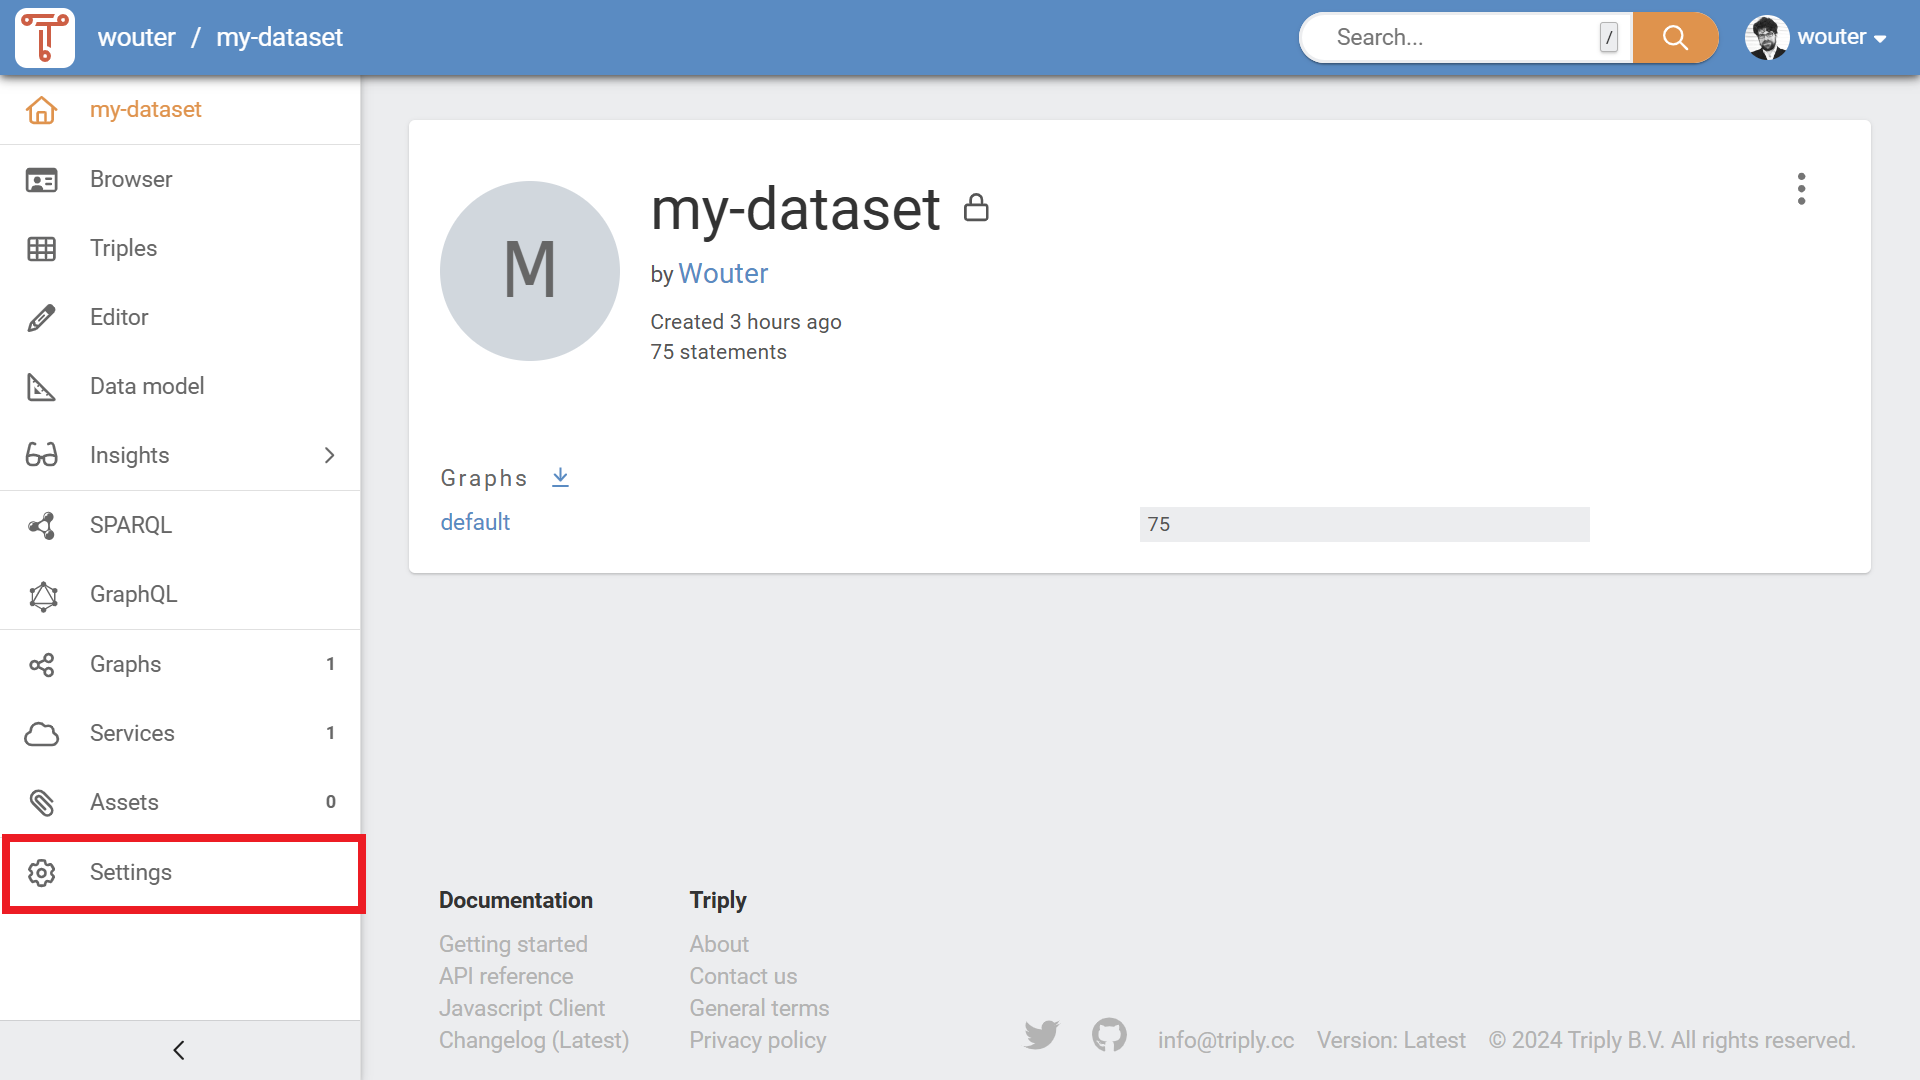 wouter / my-dataset
Search...
/
wouter
my-dataset
Browser
Triples
Editor
Data model
Insights
SPARQL
GraphQL
Graphs 1
Services 1
Assets 0
Settings
M
my-dataset
by Wouter
Created 3 hours ago
75 statements
Graphs
default 75
Documentation
Getting started
API reference
Javascript Client
Changelog (Latest)
Triply
About
Contact us
General terms
Privacy policy
info@triply.cc Version: Latest © 2024 Triply B.V. All rights reserved.